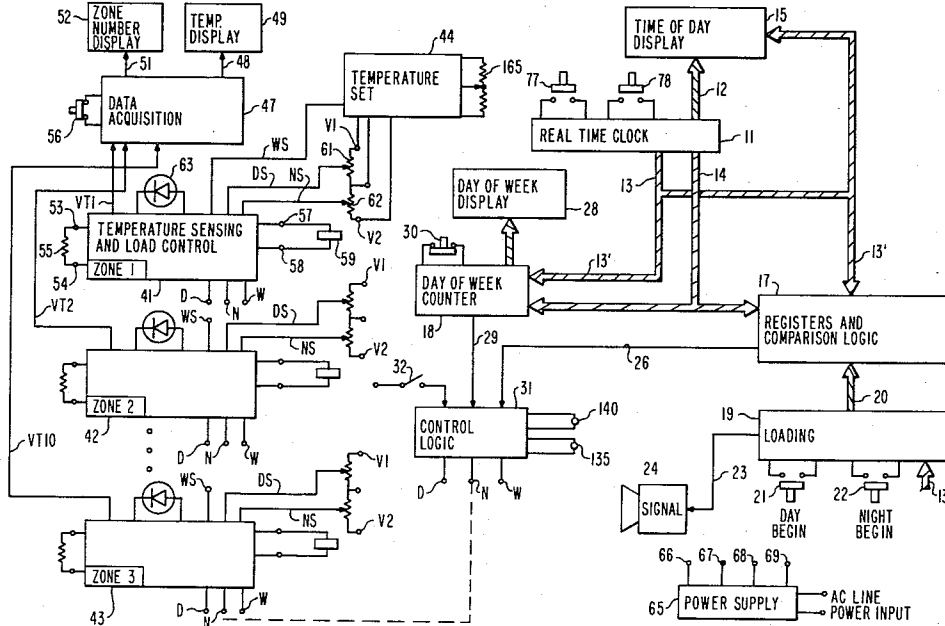 52
ZONE
NUMBER
DISPLAY
TEMP.
DISPLAY
49
51
48
44
TEMPERATURE
SET
165
TIME OF DAY
DISPLAY
15
77
78
12
REAL TIME CLOCK
11
56
DATA
ACQUISITION
47
WS
V1
61
DS
NS
62
V2
63
VT1
53
55
54
TEMPERATURE SENSING
AND LOAD CONTROL
ZONE 1
41
57
58
59
D
N
W
13
14
DAY OF WEEK
DISPLAY
28
30
13'
13'
DAY OF WEEK
COUNTER
18
29
17
REGISTERS AND
COMPARISON LOGIC
26
20
VT2
WS
DS
NS
V1
V2
ZONE 2
42
D
N
W
32
31
CONTROL
LOGIC
140
135
D
N
W
19
LOADING
23
24
SIGNAL
21
DAY
BEGIN
22
NIGHT
BEGIN
13
VT10
WS
DS
NS
V1
V2
ZONE 3
43
D
N
W
66
67
68
69
65
POWER SUPPLY
AC LINE
POWER INPUT